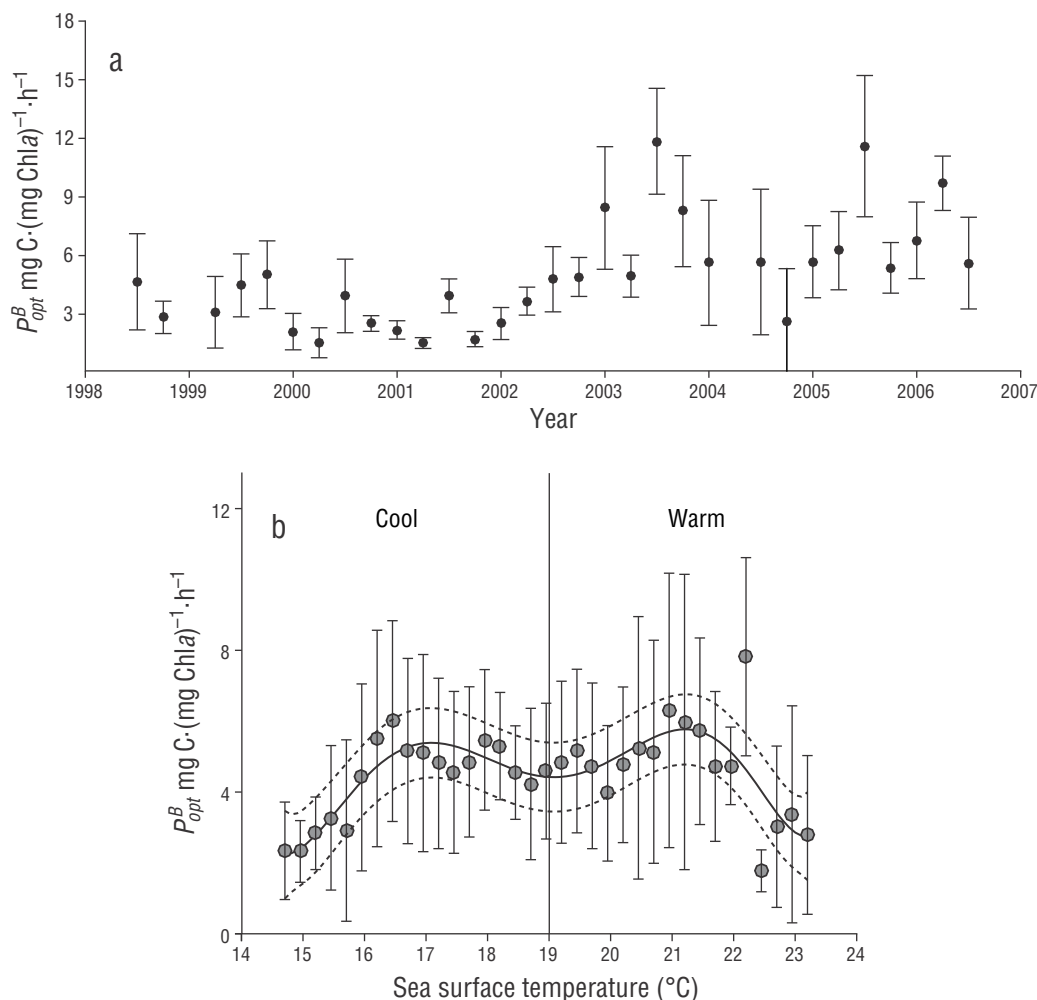 18
15
12
9
6
3
a
P^B_opt mg C·(mg Chla)⁻¹·h⁻¹
1998 1999 2000 2001 2002 2003 2004 2005 2006 2007
Year
12
8
4
0
b
Cool Warm
P^B_opt mg C·(mg Chla)⁻¹·h⁻¹
14 15 16 17 18 19 20 21 22 23 24
Sea surface temperature (°C)